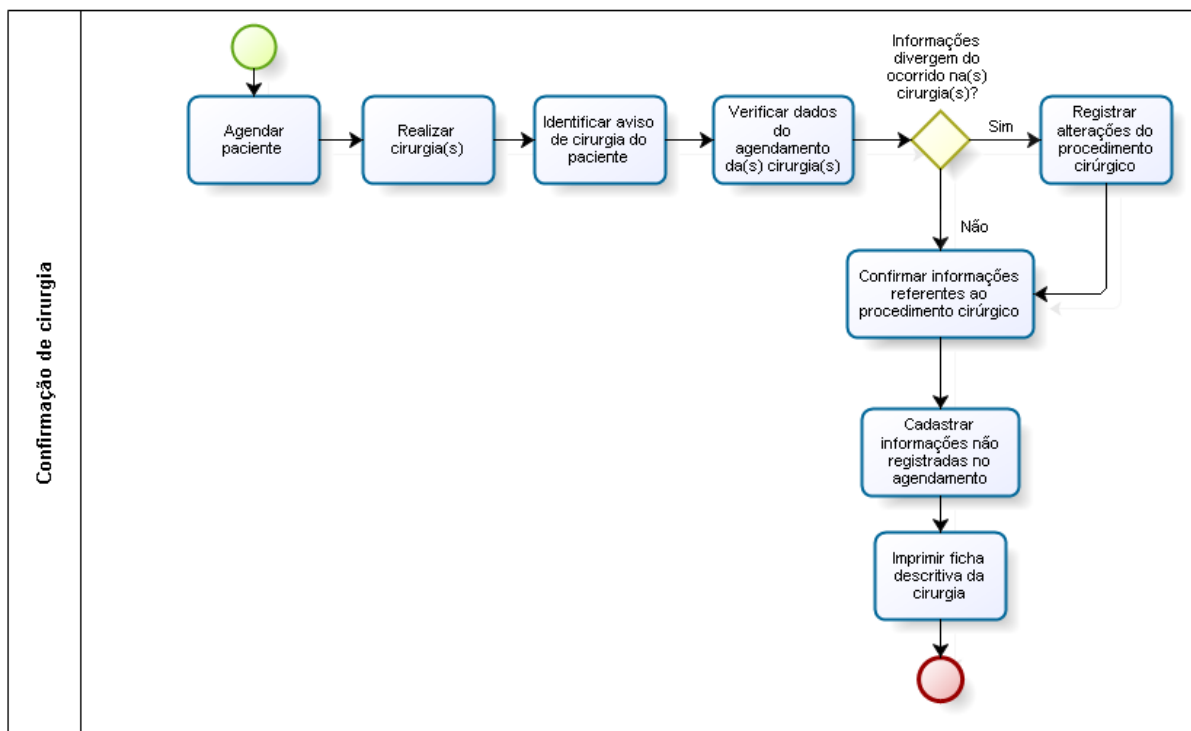 Confirmação de cirurgia
Agendar
paciente
Realizar
cirurgia(s)
Identificar aviso
de cirurgia do
paciente
Verificar dados
do
agendamento
da(s) cirurgia(s)
Informações
divergem do
ocorrido na(s)
cirurgia(s)?
Sim
Registrar
alterações do
procedimento
cirúrgico
Não
Confirmar informações
referentes ao
procedimento cirúrgico
Cadastrar
informações não
registradas no
agendamento
Imprimir ficha
descritiva da
cirurgia